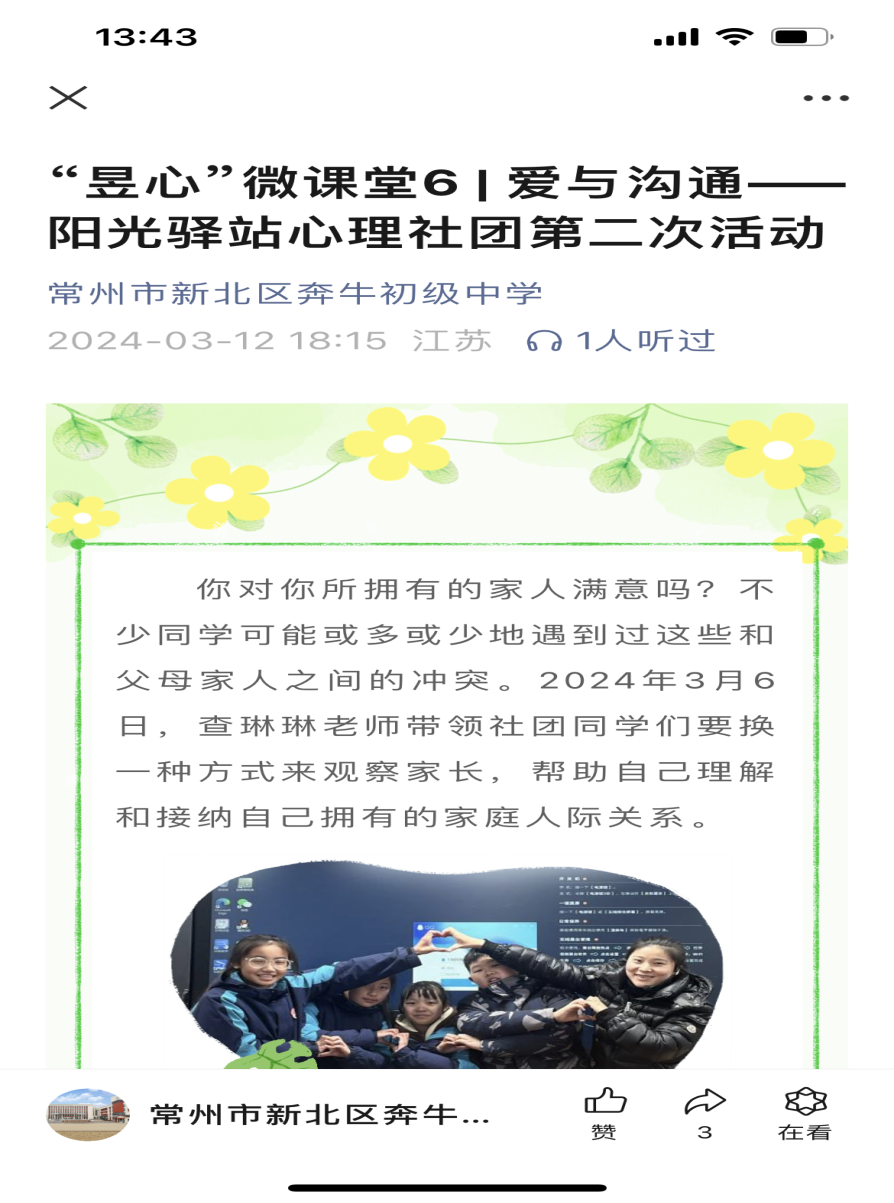 13:43
“昱心”微课堂6 | 爱与沟通——
阳光驿站心理社团第二次活动
常州市新北区奔牛初级中学
2024-03-12 18:15 江苏 1人听过
你对你所拥有的家人满意吗？不
少同学可能或多或少地遇到过这些和
父母家人之间的冲突。2024年3月6
日，查琳琳老师带领社团同学们要换
一种方式来观察家长，帮助自己理解
和接纳自己拥有的家庭人际关系。
常州市新北区奔牛...
赞
3
在看